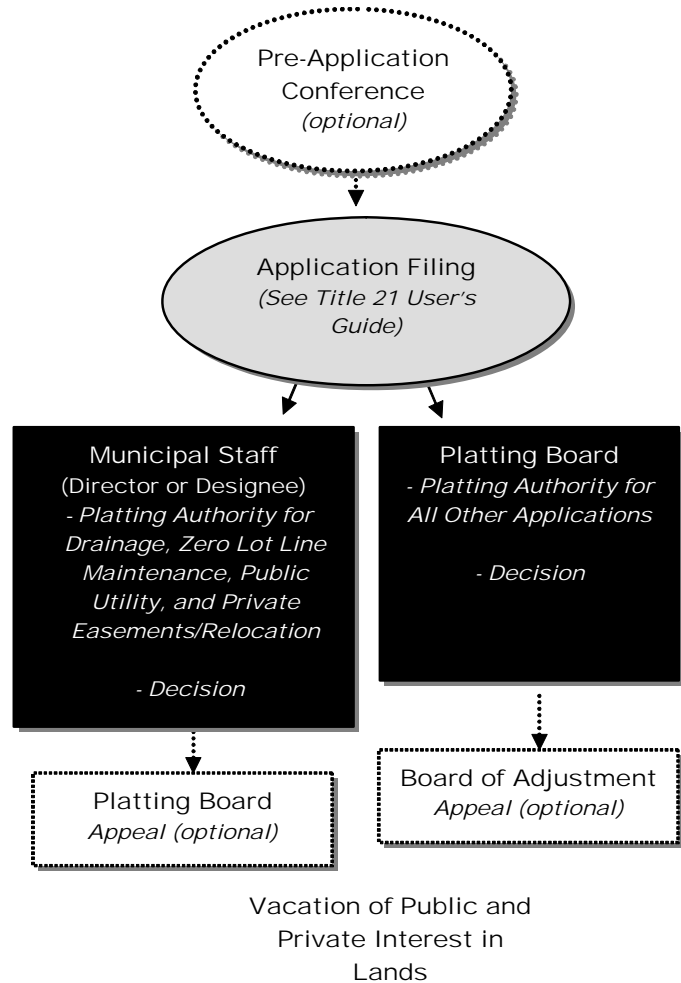 Pre-Application
Conference
(optional)
Application Filing
(See Title 21 User's
Guide)
Municipal Staff
(Director or Designee)
- Platting Authority for
Drainage, Zero Lot Line
Maintenance, Public
Utility, and Private
Easements/Relocation
- Decision
Platting Board
- Platting Authority for
All Other Applications
- Decision
Platting Board
Appeal (optional)
Board of Adjustment
Appeal (optional)
Vacation of Public and
Private Interest in
Lands